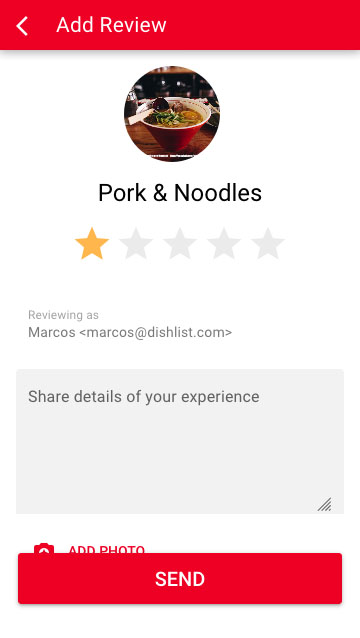 Add Review
Pork & Noodles
Reviewing as
Marcos <marcos@dishlist.com>
Share details of your experience
ADD PHOTO
SEND